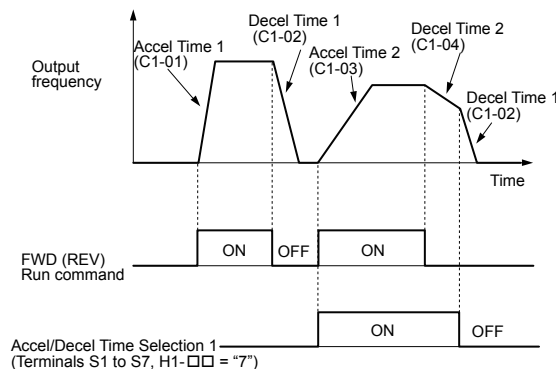 Output
frequency
Accel Time 1
(C1-01)
Decel Time 1
(C1-02)
Accel Time 2
(C1-03)
Decel Time 2
(C1-04)
Decel Time 1
(C1-02)
Time
FWD (REV)
Run command
ON
OFF
ON
Accel/Decel Time Selection 1
(Terminals S1 to S7, H1-□□ = “7”)
ON
OFF